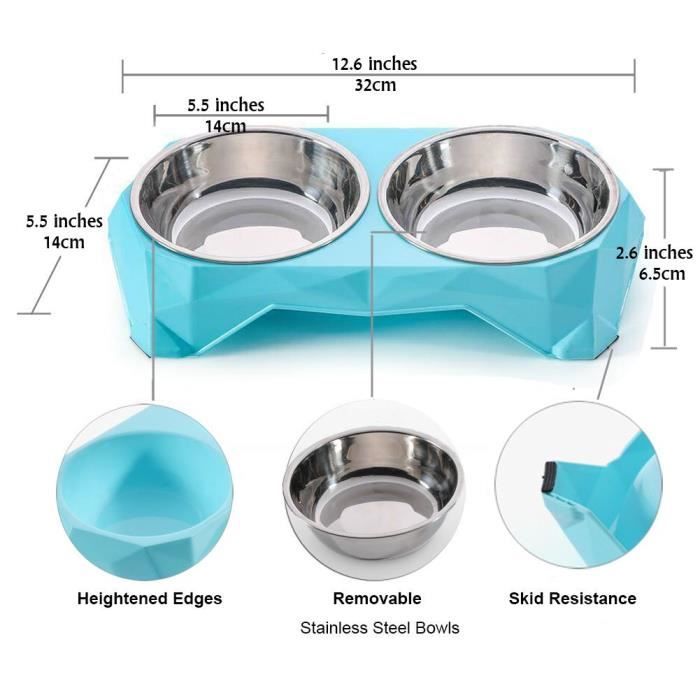 12.6 inches
32cm
5.5 inches
14cm
5.5 inches
14cm
2.6 inches
6.5cm
Heightened Edges
Removable
Skid Resistance
Stainless Steel Bowls